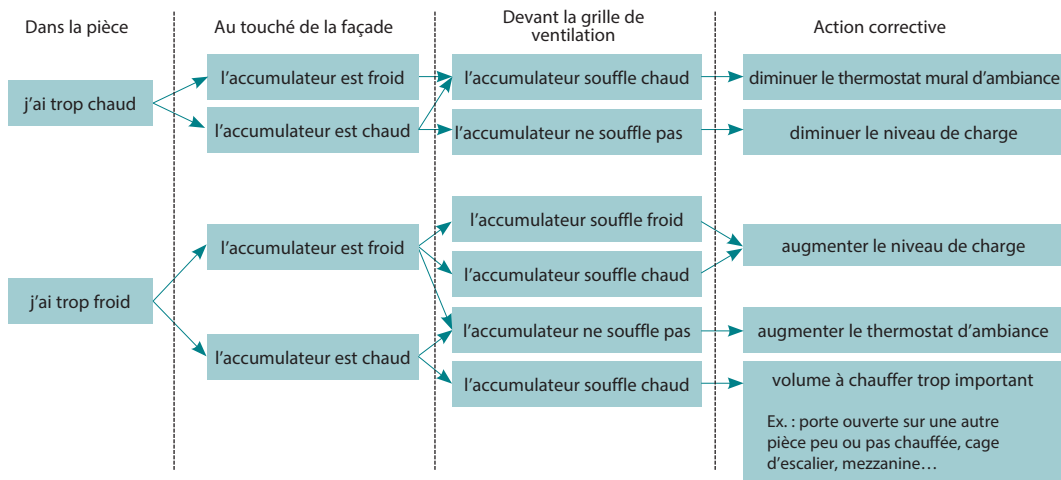 Dans la pièce
Au touché de la façade
Devant la grille de
ventilation
Action corrective
j'ai trop chaud
l'accumulateur est froid
l'accumulateur souffle chaud
diminuer le thermostat mural d'ambiance
l'accumulateur est chaud
l'accumulateur ne souffle pas
diminuer le niveau de charge
j'ai trop froid
l'accumulateur est froid
l'accumulateur souffle froid
augmenter le niveau de charge
l'accumulateur souffle chaud
l'accumulateur ne souffle pas
augmenter le thermostat d'ambiance
l'accumulateur est chaud
l'accumulateur souffle chaud
volume à chauffer trop important
Ex. : porte ouverte sur une autre
pièce peu ou pas chauffée, cage
d'escalier, mezzanine…